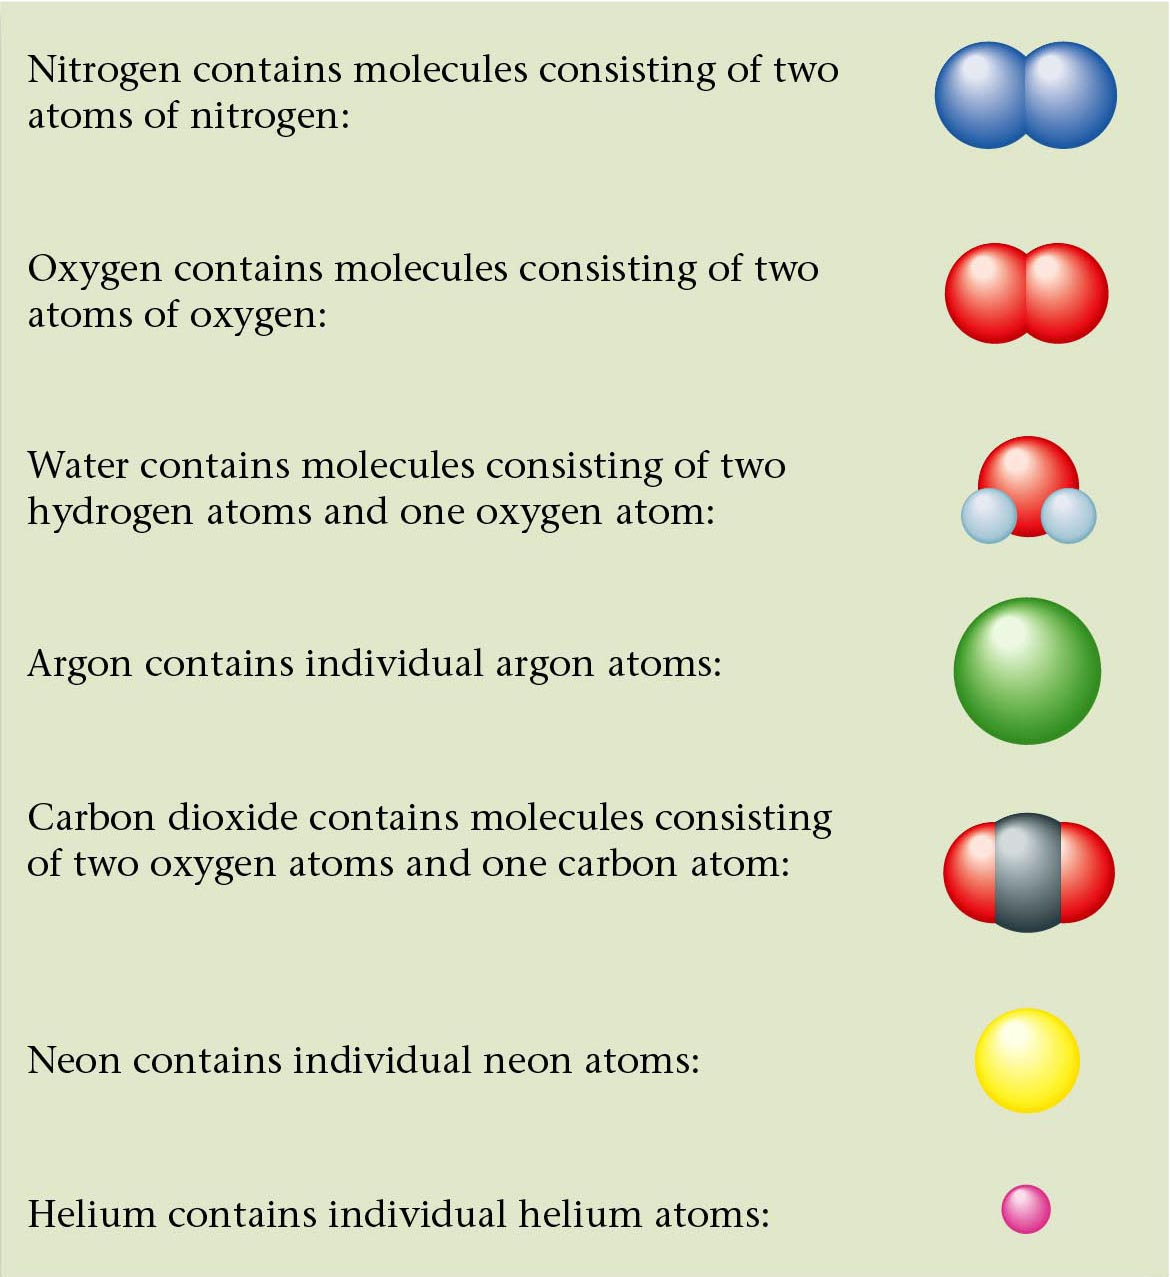 Nitrogen contains molecules consisting of two
atoms of nitrogen:
Oxygen contains molecules consisting of two
atoms of oxygen:
Water contains molecules consisting of two
hydrogen atoms and one oxygen atom:
Argon contains individual argon atoms:
Carbon dioxide contains molecules consisting
of two oxygen atoms and one carbon atom:
Neon contains individual neon atoms:
Helium contains individual helium atoms: